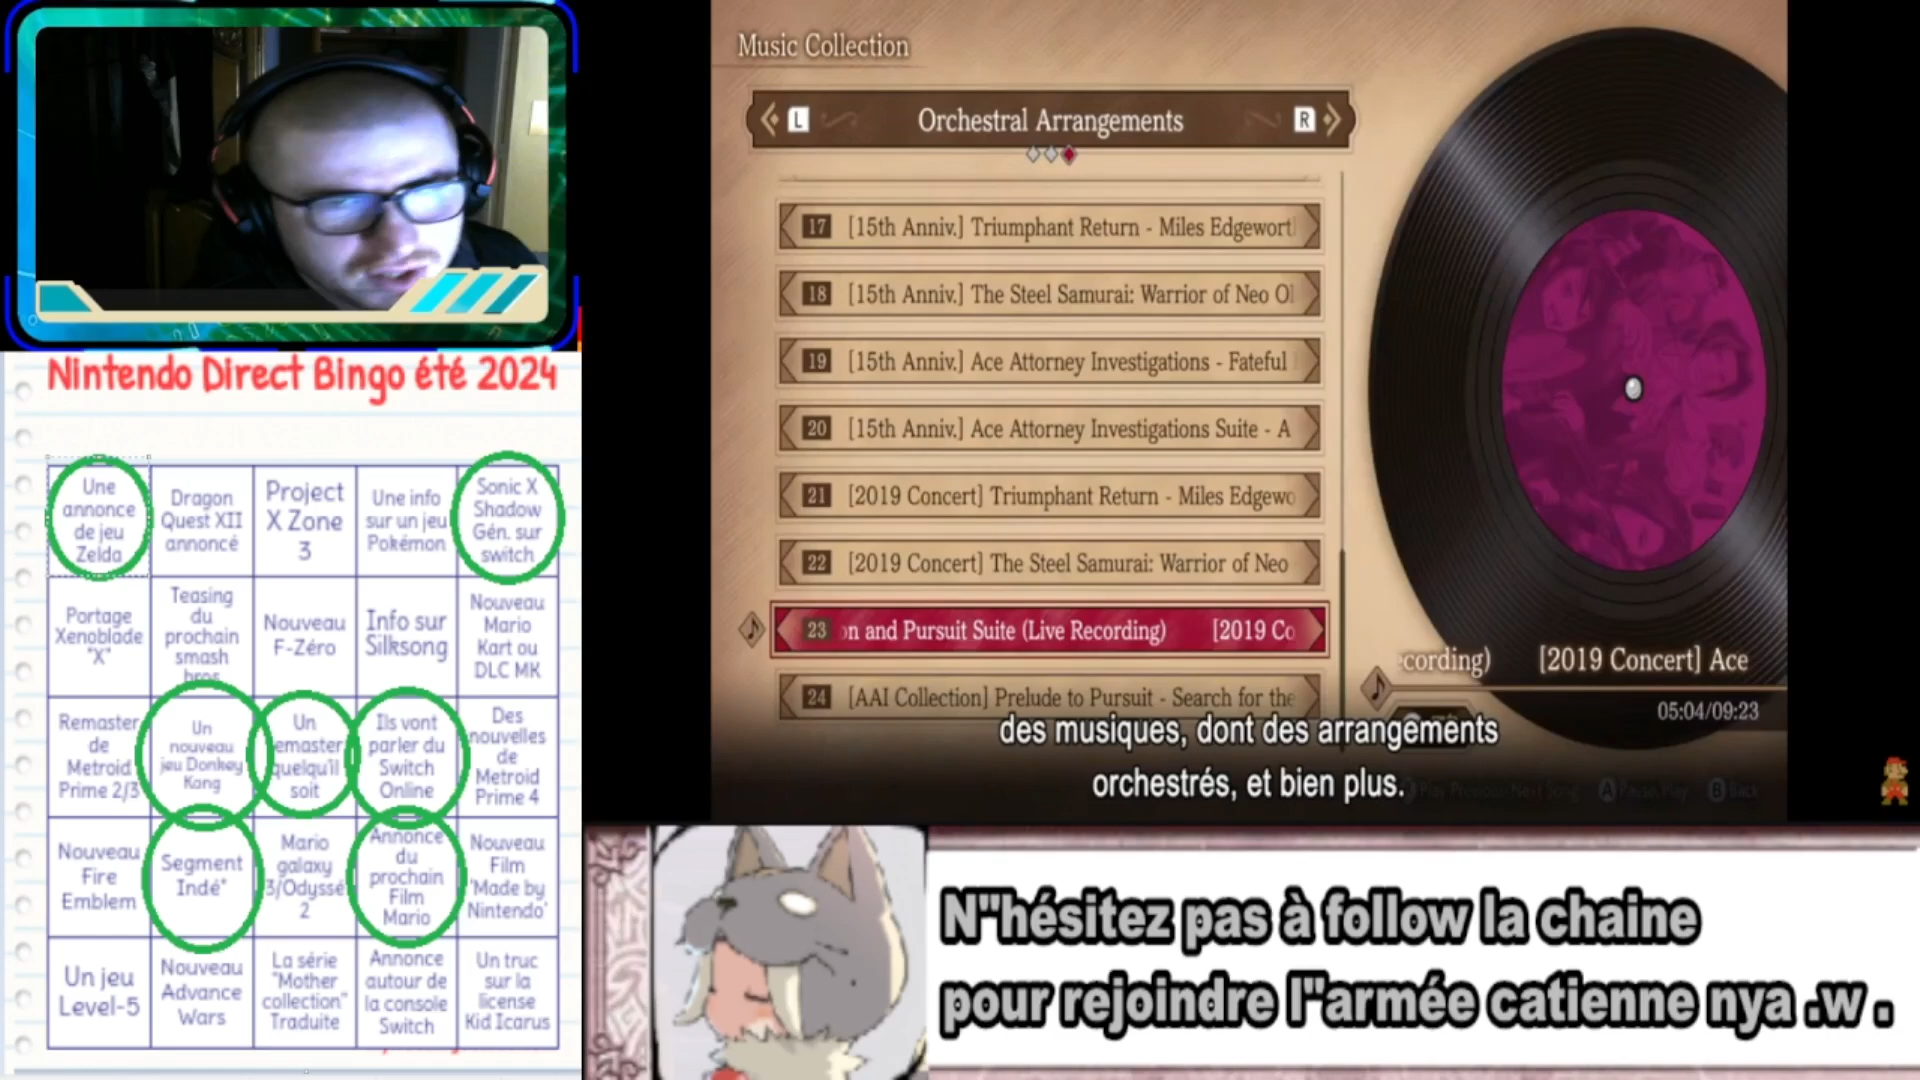 Music Collection
L Orchestral Arrangements R
17 [15th Anniv.] Triumphant Return - Miles Edgewort
18 [15th Anniv.] The Steel Samurai: Warrior of Neo Ol
19 [15th Anniv.] Ace Attorney Investigations - Fateful
20 [15th Anniv.] Ace Attorney Investigations Suite - A
21 [2019 Concert] Triumphant Return - Miles Edgewo
22 [2019 Concert] The Steel Samurai: Warrior of Neo
23 on and Pursuit Suite (Live Recording) [2019 Co
24 [AAI Collection] Prelude to Pursuit - Search for the
cording) [2019 Concert] Ace
05:04/09:23
Play Previous/Next Song A Pause/Play B Back
des musiques, dont des arrangements
orchestrés, et bien plus.
Nintendo Direct Bingo été 2024
Une
annonce
de jeu
Zelda
Dragon
Quest XII
annoncé
Project
X Zone
3
Une info
sur un jeu
Pokémon
Sonic X
Shadow
Gén. sur
switch
Portage
Xenoblade
"X"
Teasing
du
prochain
smash
bros
Nouveau
F-Zéro
Info sur
Silksong
Nouveau
Mario
Kart ou
DLC MK
Remaster
de
Metroid
Prime 2/3
Un
nouveau
jeu Donkey
Kong
Un
emaster
quelqu'il
soit
Ils vont
parler du
Switch
Online
Des
nouvelles
de
Metroid
Prime 4
Nouveau
Fire
Emblem
Segment
Indé"
Mario
galaxy
3/Odyssé
2
Annonce
du
prochain
Film
Mario
Nouveau
Film
'Made by
Nintendo'
Un jeu
Level-5
Nouveau
Advance
Wars
La série
"Mother
collection"
Traduite
Annonce
autour de
la console
Switch
Un truc
sur la
license
Kid Icarus
N"hésitez pas à follow la chaine
pour rejoindre l"armée catienne nya .w .